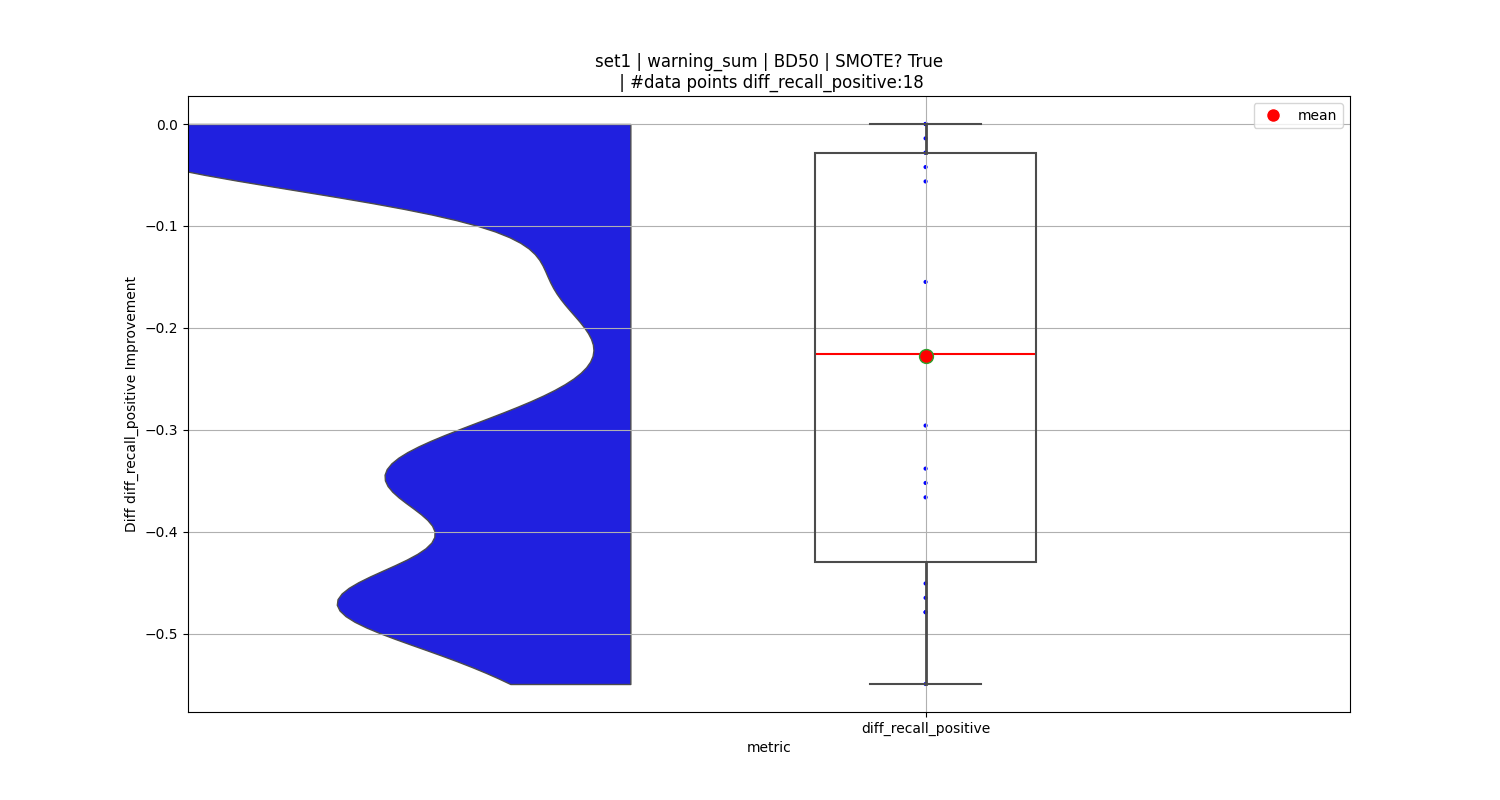 set1 | warning_sum | BD50 | SMOTE? True
| #data points diff_recall_positive:18
mean
0.0
−0.1
−0.2
−0.3
−0.4
−0.5
Diff diff_recall_positive Improvement
diff_recall_positive
metric